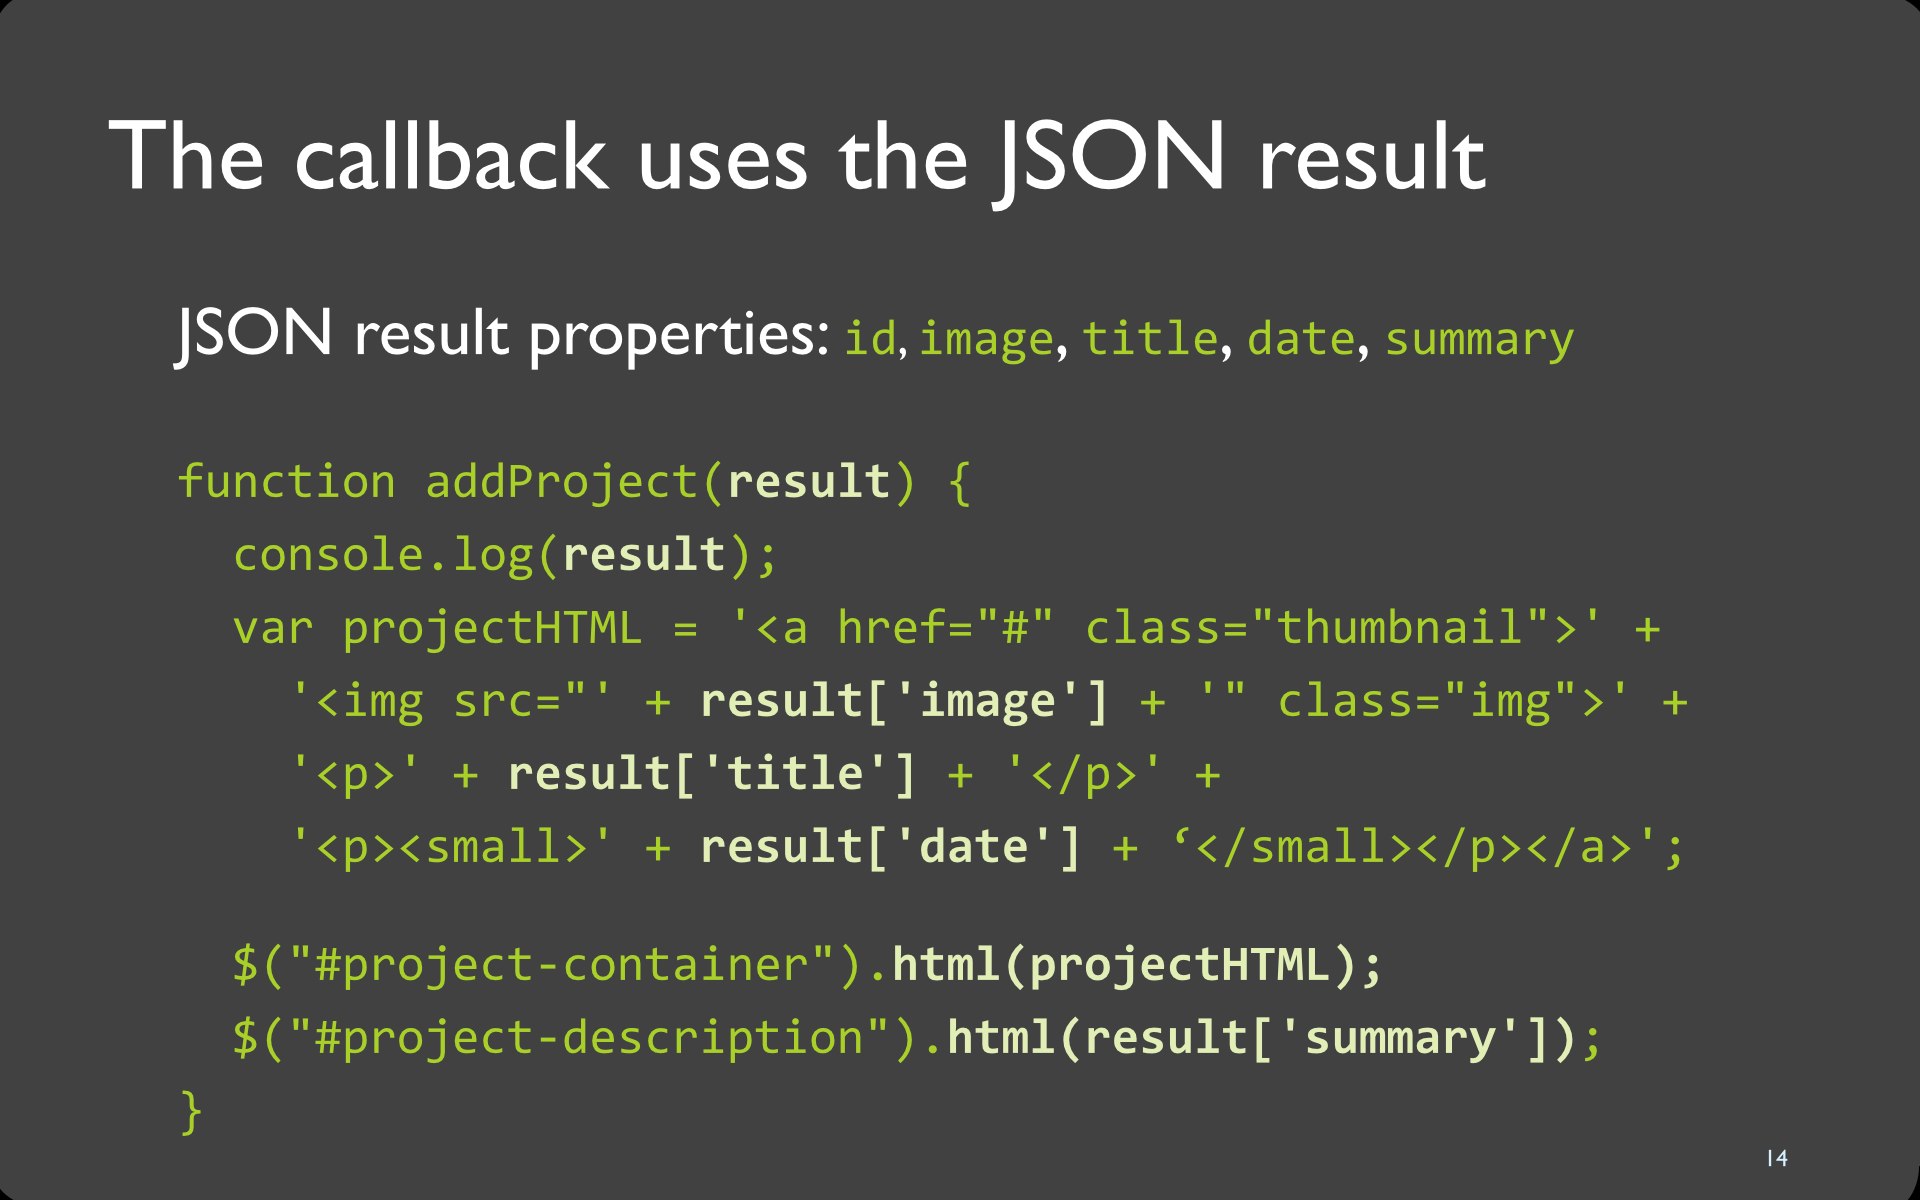 The callback uses the JSON result
JSON result properties: id, image, title, date, summary
function addProject(result) {
  console.log(result);
  var projectHTML = '<a href="#" class="thumbnail">' +
    '<img src="' + result['image'] + '" class="img">' +
    '<p>' + result['title'] + '</p>' +
    '<p><small>' + result['date'] + ‘</small></p></a>';
  $("#project-container").html(projectHTML);
  $("#project-description").html(result['summary']);
}
14